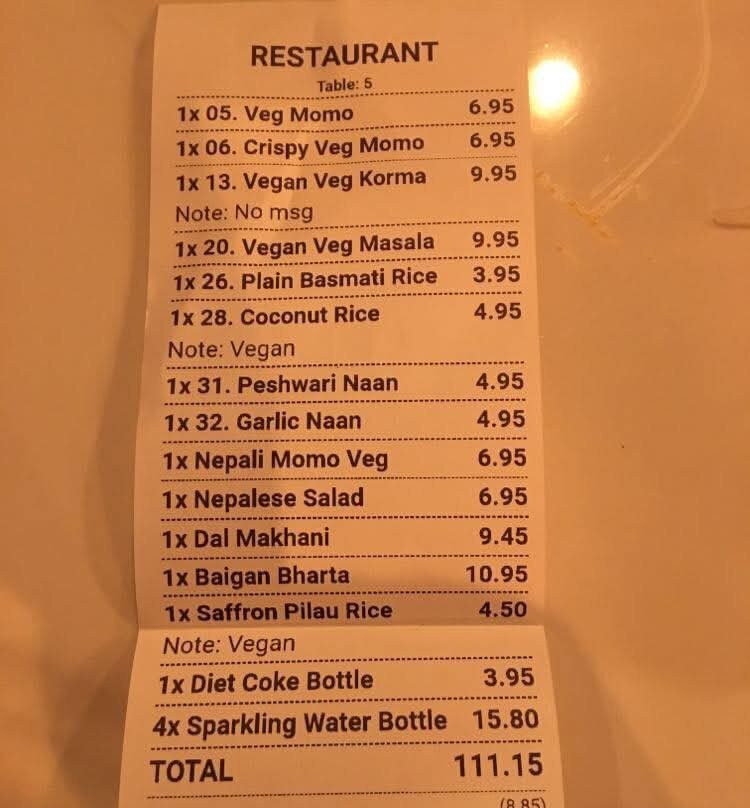 RESTAURANT
Table: 5
1x 05. Veg Momo 6.95
1x 06. Crispy Veg Momo 6.95
1x 13. Vegan Veg Korma 9.95
Note: No msg
1x 20. Vegan Veg Masala 9.95
1x 26. Plain Basmati Rice 3.95
1x 28. Coconut Rice 4.95
Note: Vegan
1x 31. Peshwari Naan 4.95
1x 32. Garlic Naan 4.95
1x Nepali Momo Veg 6.95
1x Nepalese Salad 6.95
1x Dal Makhani 9.45
1x Baigan Bharta 10.95
1x Saffron Pilau Rice 4.50
Note: Vegan
1x Diet Coke Bottle 3.95
4x Sparkling Water Bottle 15.80
TOTAL 111.15
(8.85)